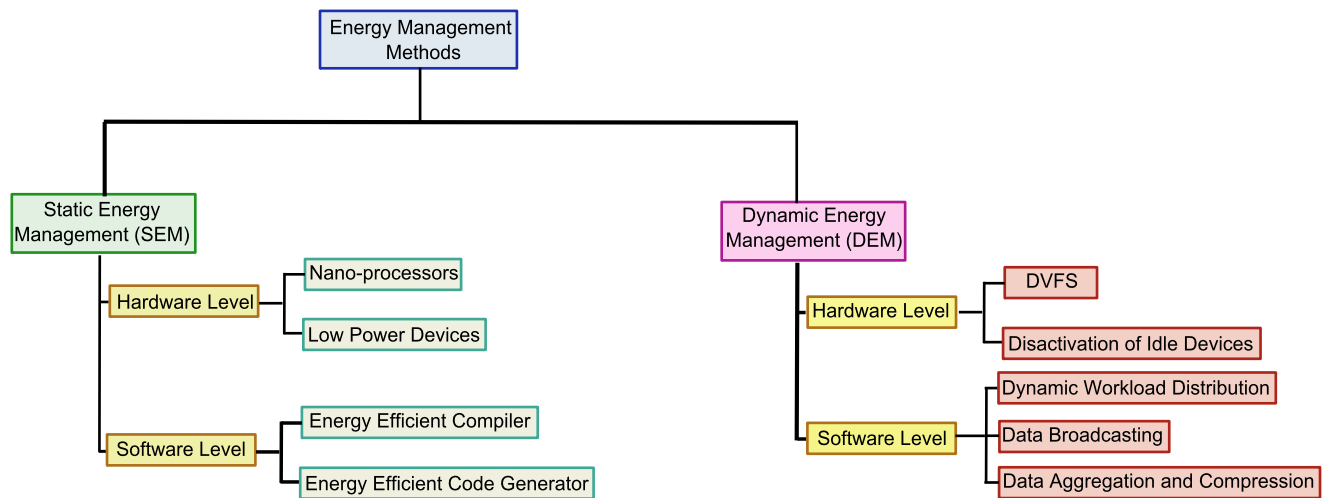 Energy Management
Methods
Static Energy
Management (SEM)
Hardware Level
Nano-processors
Low Power Devices
Software Level
Energy Efficient Compiler
Energy Efficient Code Generator
Dynamic Energy
Management (DEM)
Hardware Level
DVFS
Disactivation of Idle Devices
Software Level
Dynamic Workload Distribution
Data Broadcasting
Data Aggregation and Compression